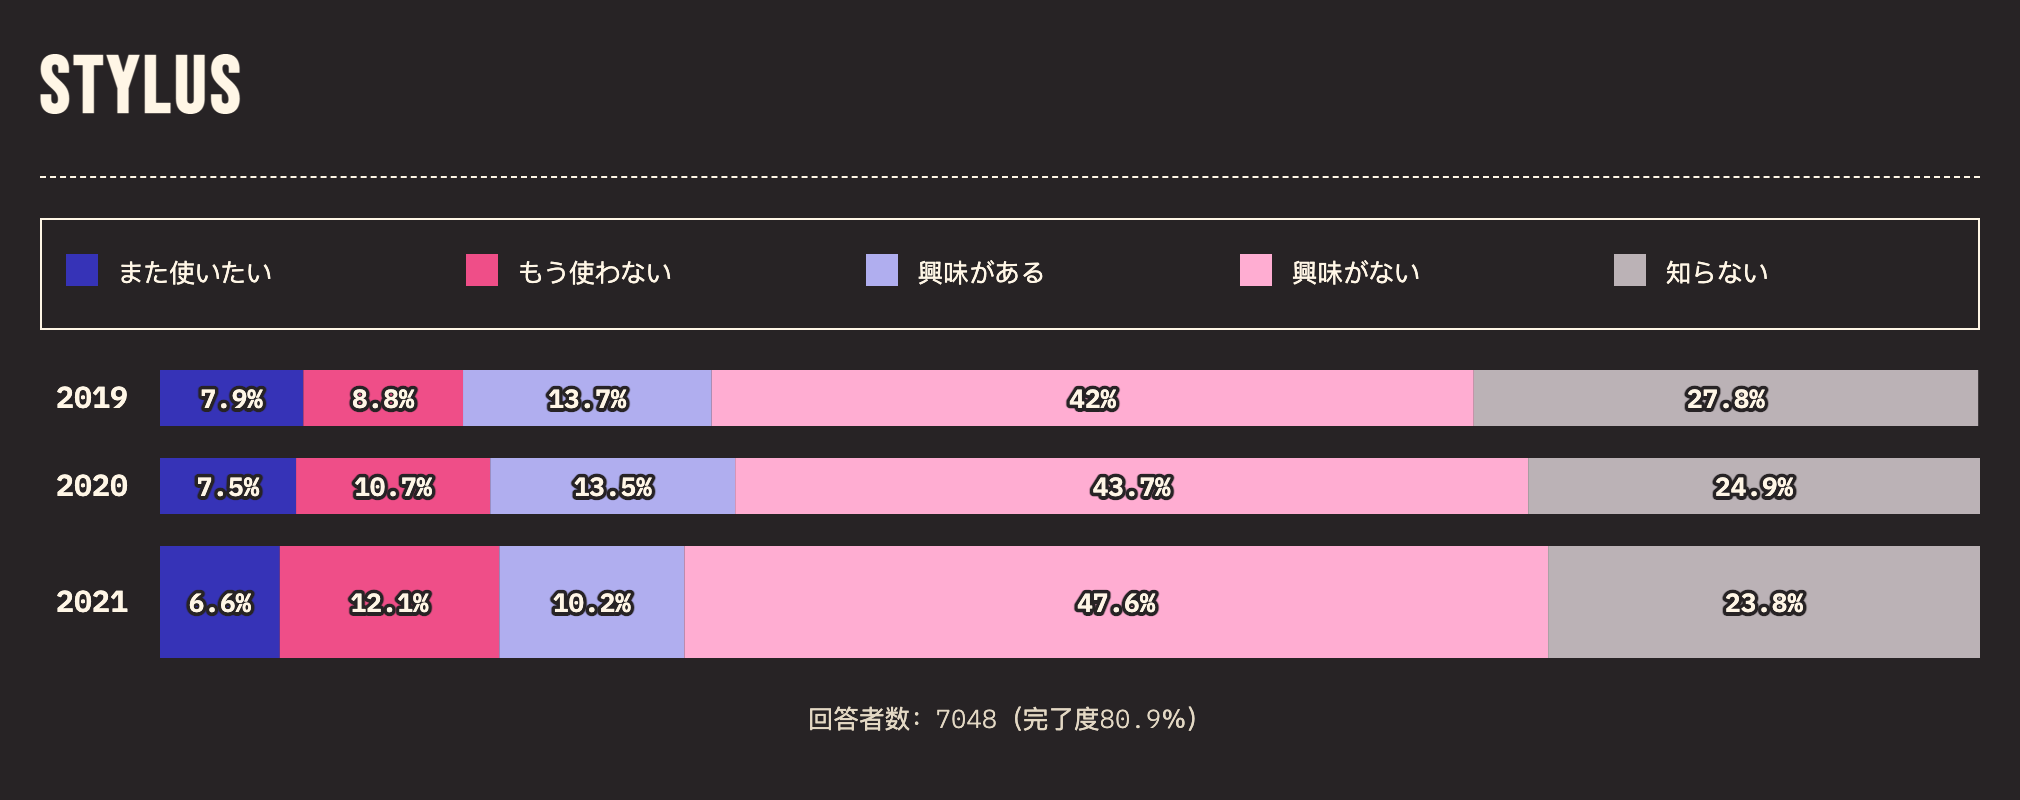 STYLUS
また使いたい もう使わない 興味がある 興味がない 知らない
2019 7.9% 8.8% 13.7% 42% 27.8%
2020 7.5% 10.7% 13.5% 43.7% 24.9%
2021 6.6% 12.1% 10.2% 47.6% 23.8%
回答者数: 7048 (完了度80.9%)